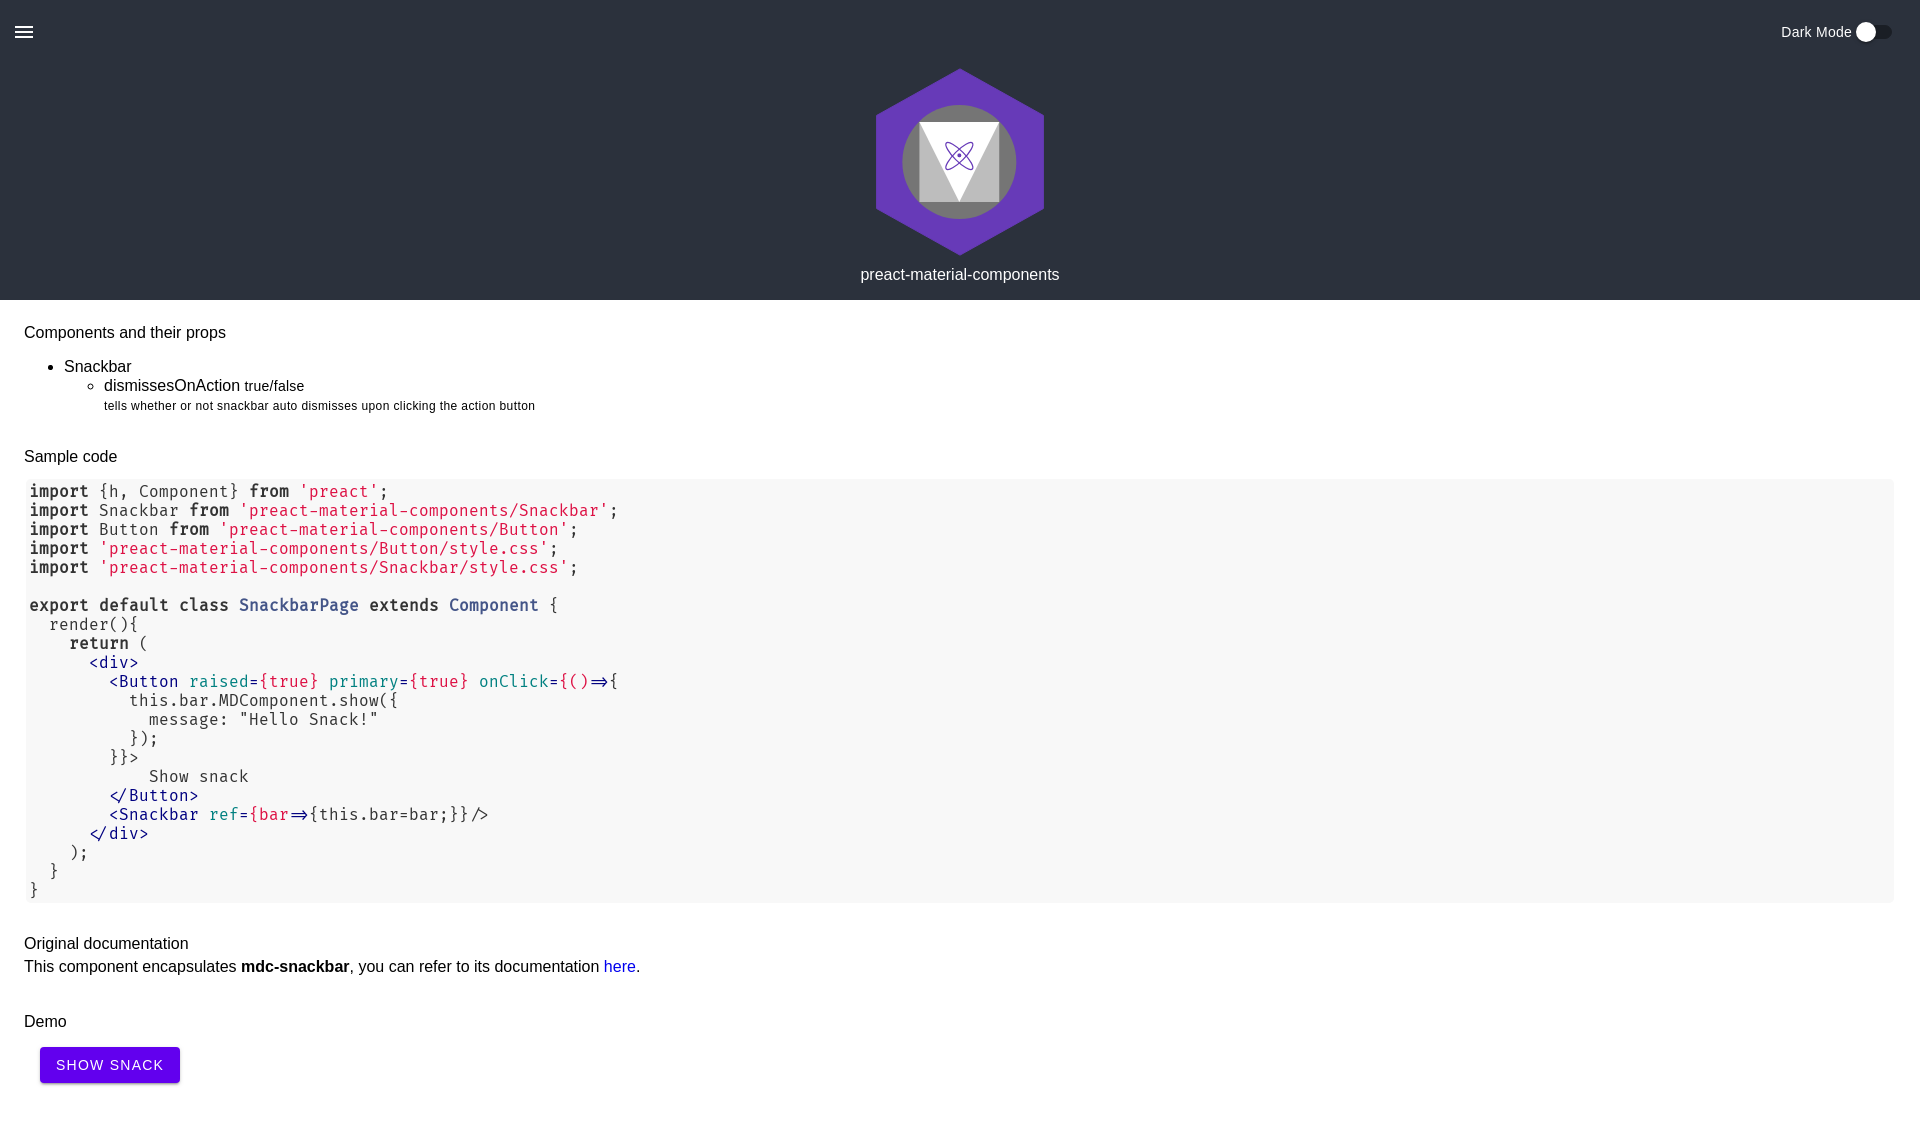 Dark Mode
preact-material-components
Components and their props
Snackbar
dismissesOnAction true/false
tells whether or not snackbar auto dismisses upon clicking the action button
Sample code
import {h, Component} from 'preact';
import Snackbar from 'preact-material-components/Snackbar';
import Button from 'preact-material-components/Button';
import 'preact-material-components/Button/style.css';
import 'preact-material-components/Snackbar/style.css';
export default class SnackbarPage extends Component {
render(){
return (
<div>
<Button raised={true} primary={true} onClick={()=>{
this.bar.MDComponent.show({
message: "Hello Snack!"
});
}}>
Show snack
</Button>
<Snackbar ref={bar=>{this.bar=bar;}}/>
</div>
);
}
}
Original documentation
This component encapsulates mdc-snackbar, you can refer to its documentation here.
Demo
SHOW SNACK